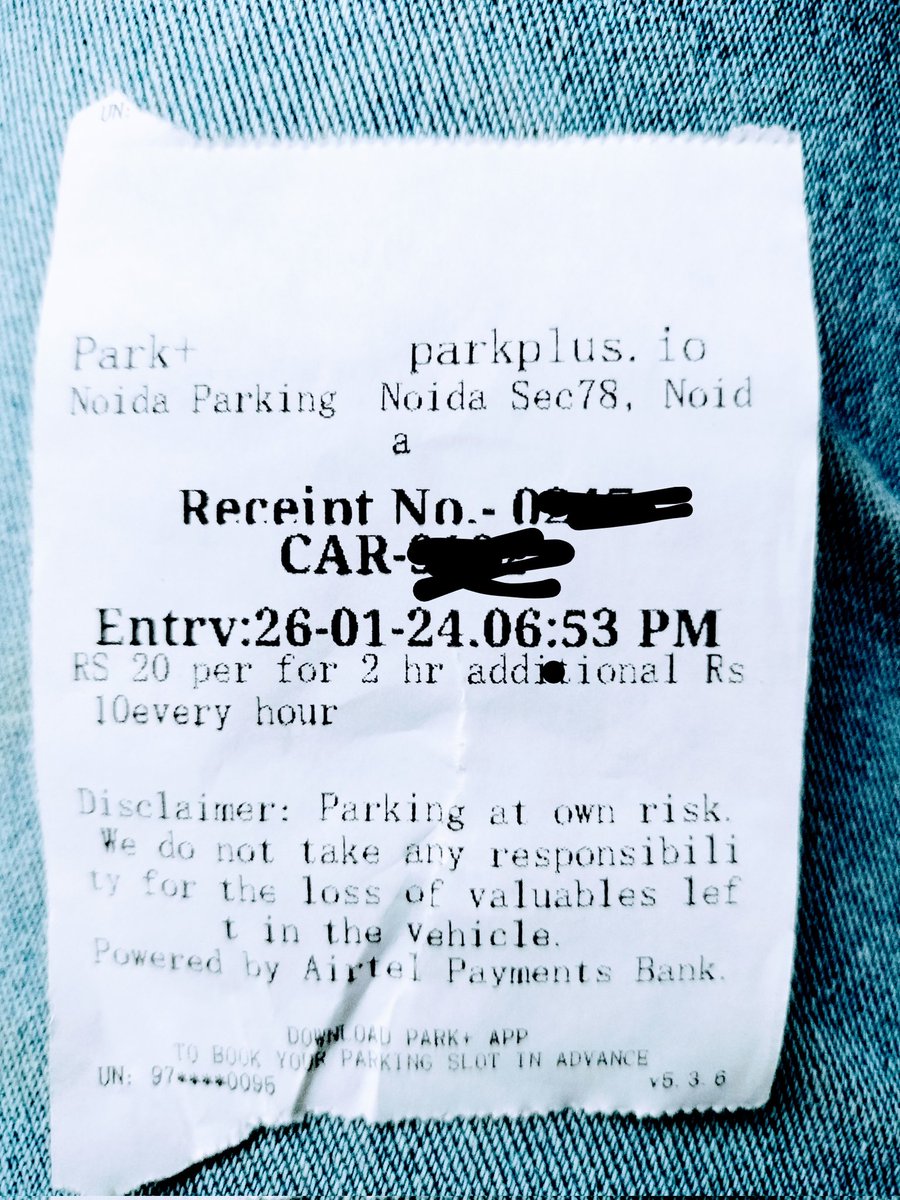 UN:
Park+ parkplus.io
Noida Parking Noida Sec78, Noid
a
Receipt No.- 0
CAR-
Entry:26-01-24.06:53 PM
RS 20 per for 2 hr additional Rs
10every hour
Disclaimer: Parking at own risk.
We do not take any responsibili
ty for the loss of valuables lef
t in the vehicle.
Powered by Airtel Payments Bank.
DOWNLOAD PARK+ APP
TO BOOK YOUR PARKING SLOT IN ADVANCE
UN: 97****0095 v5.3.6